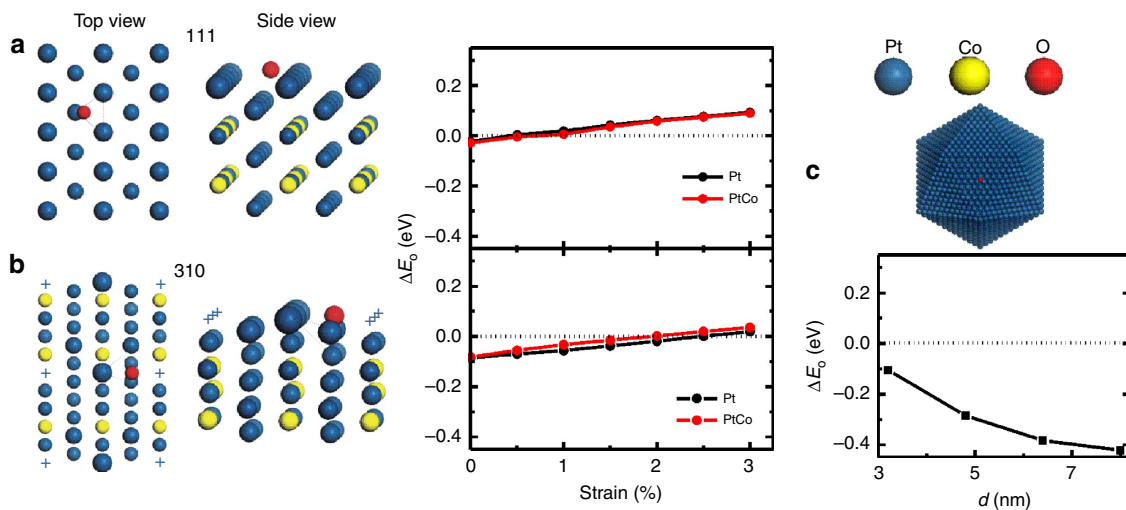 Top view
Side view
a
111
0.2
0.0
–0.2
–0.4
Pt
PtCo
b
310
0.2
0.0
–0.2
–0.4
Pt
PtCo
ΔEo (eV)
0
1
2
3
Strain (%)
Pt
Co
O
c
0.2
0.0
–0.2
–0.4
ΔEo (eV)
3
5
7
d (nm)